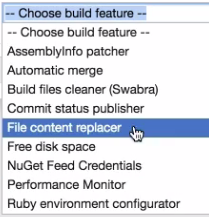 -- Choose build feature --
-- Choose build feature --
AssemblyInfo patcher
Automatic merge
Build files cleaner (Swabra)
Commit status publisher
File content replacer
Free disk space
NuGet Feed Credentials
Performance Monitor
Ruby environment configurator